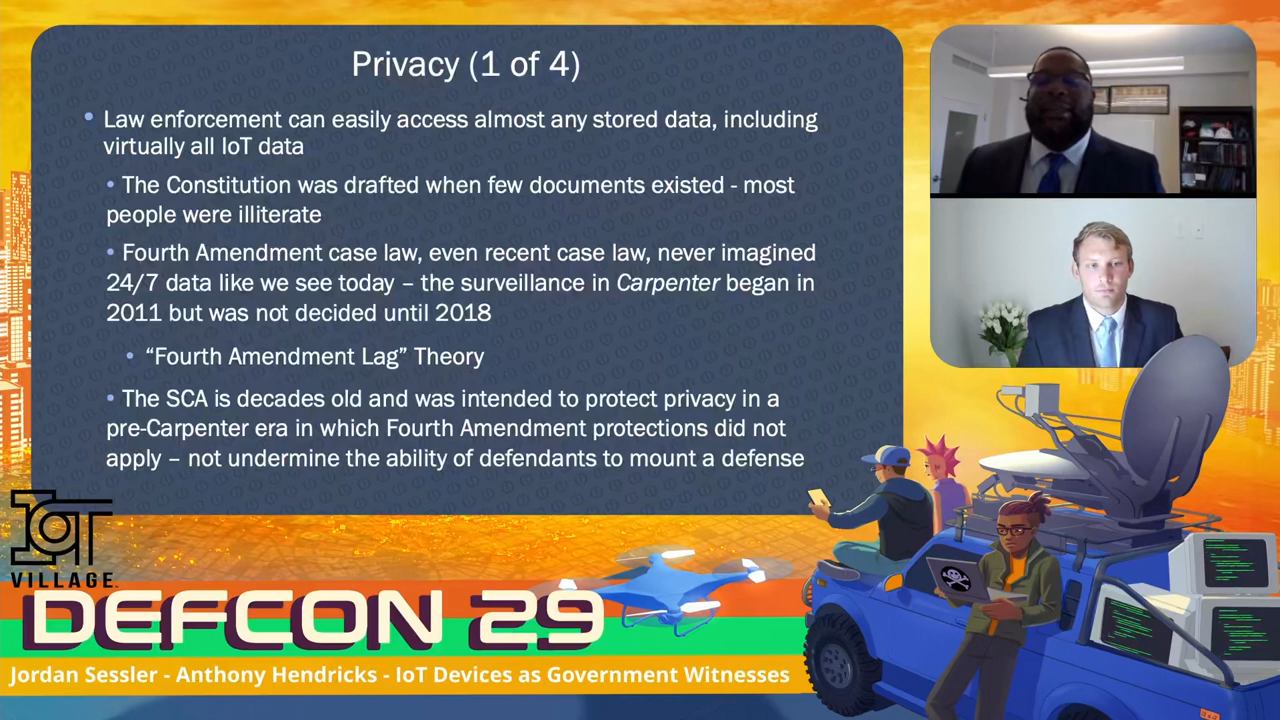 Privacy (1 of 4)
• Law enforcement can easily access almost any stored data, including
virtually all IoT data
• The Constitution was drafted when few documents existed - most
people were illiterate
• Fourth Amendment case law, even recent case law, never imagined
24/7 data like we see today – the surveillance in Carpenter began in
2011 but was not decided until 2018
• “Fourth Amendment Lag” Theory
• The SCA is decades old and was intended to protect privacy in a
pre-Carpenter era in which Fourth Amendment protections did not
apply – not undermine the ability of defendants to mount a defense
IOT
VILLAGE
DEFCON 29
Jordan Sessler - Anthony Hendricks - IoT Devices as Government Witnesses